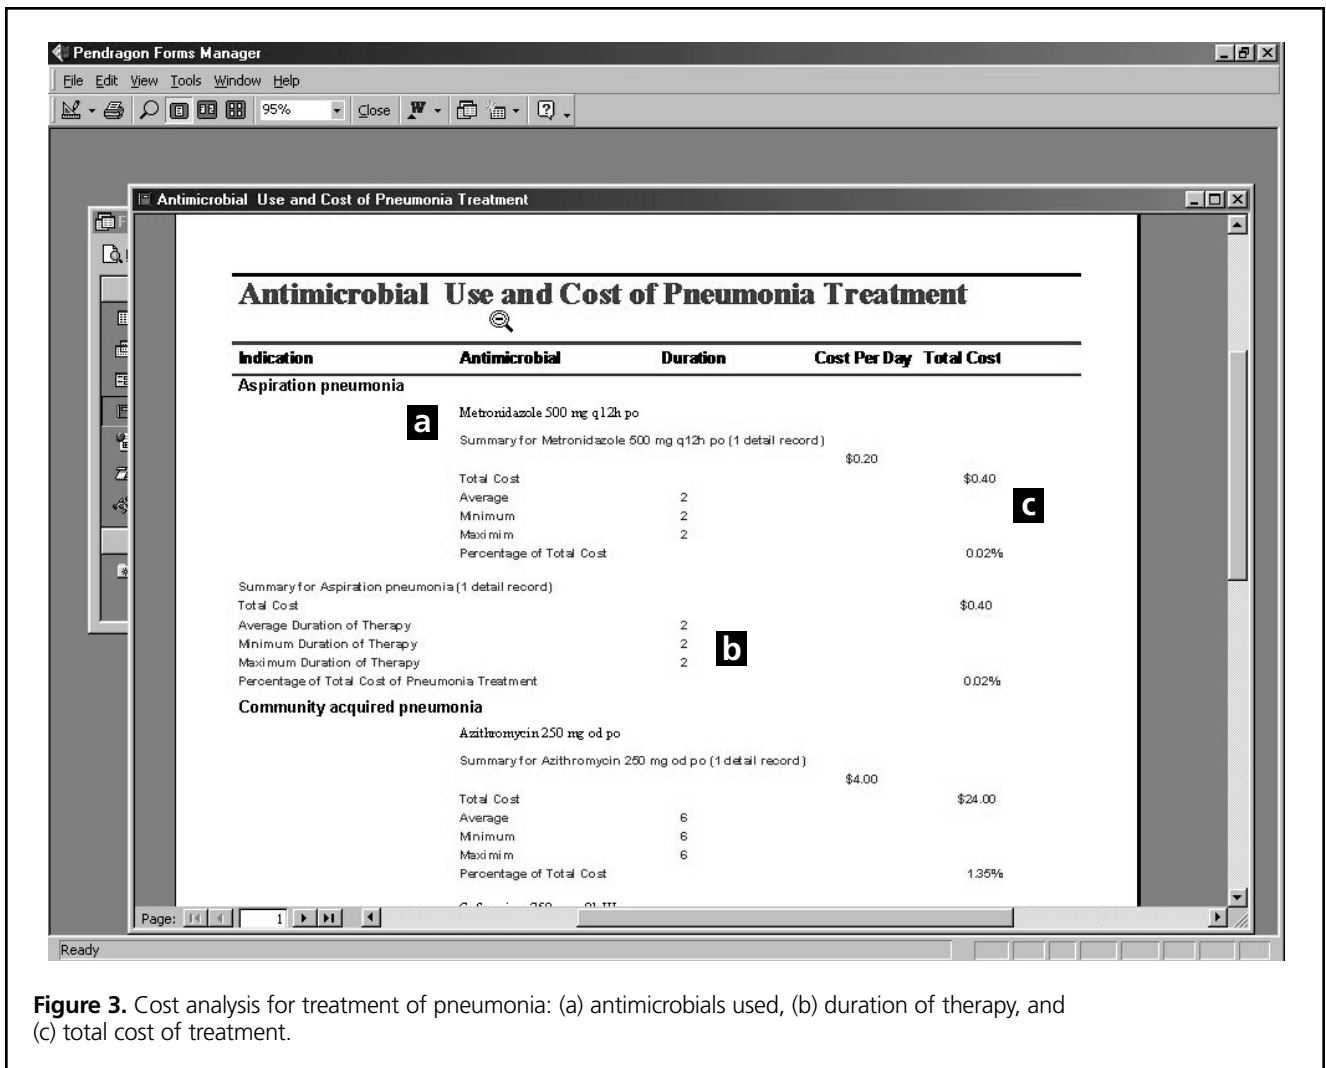 Pendragon Forms Manager
File Edit View Tools Window Help
95% Close
Antimicrobial Use and Cost of Pneumonia Treatment
Antimicrobial Use and Cost of Pneumonia Treatment
Indication Antimicrobial Duration Cost Per Day Total Cost
Aspiration pneumonia
a
Metronidazole 500 mg q12h po
Summary for Metronidazole 500 mg q12h po (1 detail record)
$0.20
Total Cost $0.40
c
Average 2
Minimum 2
Maximim 2
Percentage of Total Cost 0.02%
Summary for Aspiration pneumonia (1 detail record)
Total Cost $0.40
Average Duration of Therapy 2
b
Minimum Duration of Therapy 2
Maximum Duration of Therapy 2
Percentage of Total Cost of Pneumonia Treatment 0.02%
Community acquired pneumonia
Azithromycin 250 mg od po
Summary for Azithromycin 250 mg od po (1 detail record)
$4.00
Total Cost $24.00
Average 6
Minimum 6
Maximim 6
Percentage of Total Cost 1.35%
Page: 1
Ready
Figure 3. Cost analysis for treatment of pneumonia: (a) antimicrobials used, (b) duration of therapy, and
(c) total cost of treatment.